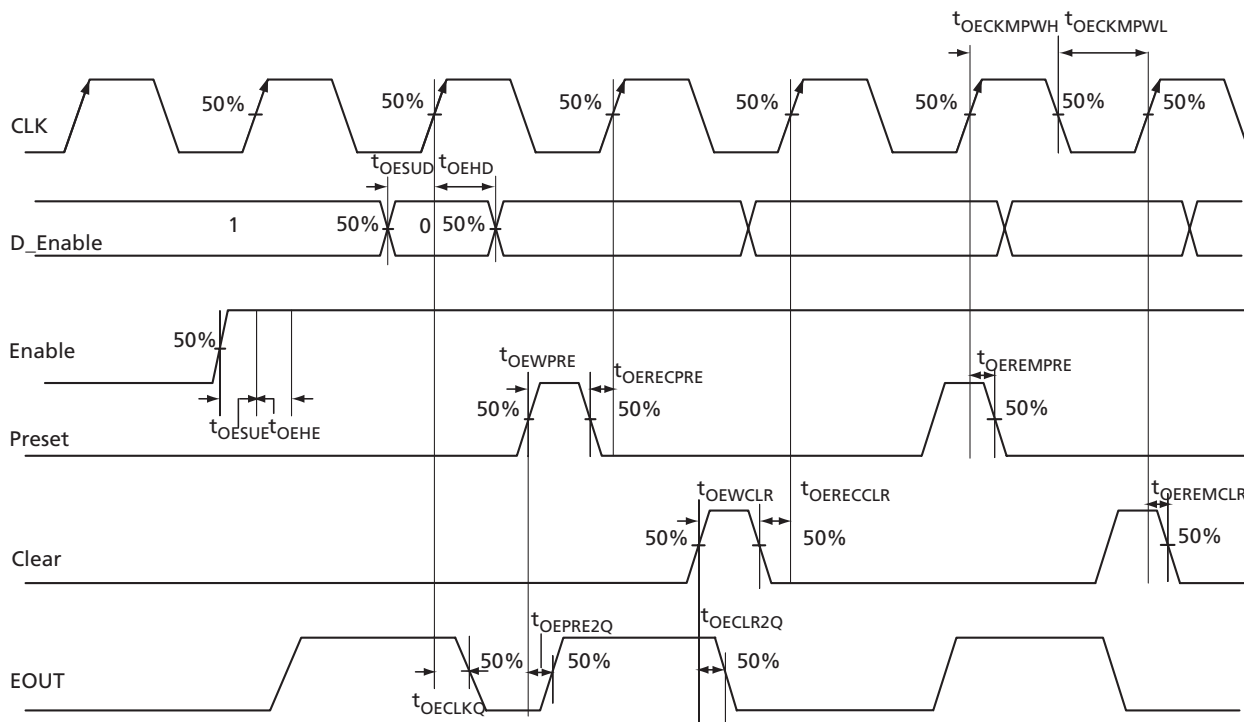 tOECKMPWH tOECKMPWL
CLK 50% 50% 50% 50% 50% 50% 50%
tOESUD tOEHD
D_Enable 1 50% 0 50%
Enable 50%
tOESUE tOEHE
tOEWPRE tOERECPRE tOEREMPRE
Preset 50% 50% 50%
tOEWCLR tOERECCLR tOEREMCLR
Clear 50% 50% 50%
tOEPRE2Q tOECLR2Q
EOUT 50% 50% 50%
tOECLKQ